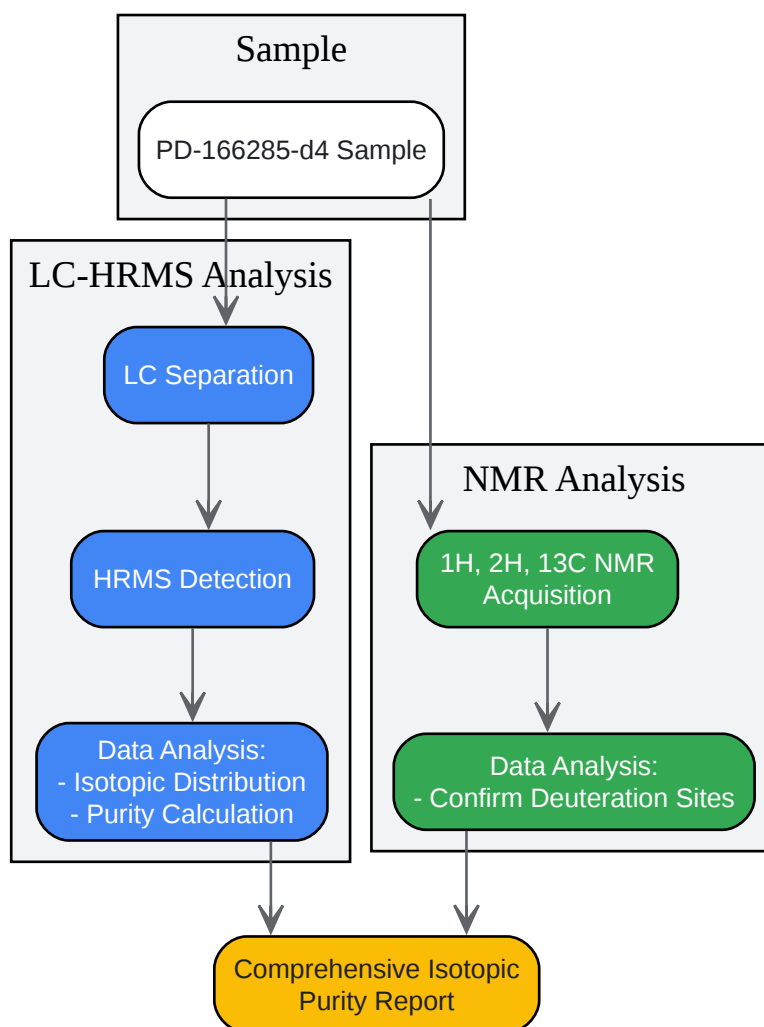 Sample
PD-166285-d4 Sample
LC-HRMS Analysis
LC Separation
HRMS Detection
Data Analysis:
- Isotopic Distribution
- Purity Calculation
NMR Analysis
1H, 2H, 13C NMR
Acquisition
Data Analysis:
- Confirm Deuteration Sites
Comprehensive Isotopic
Purity Report